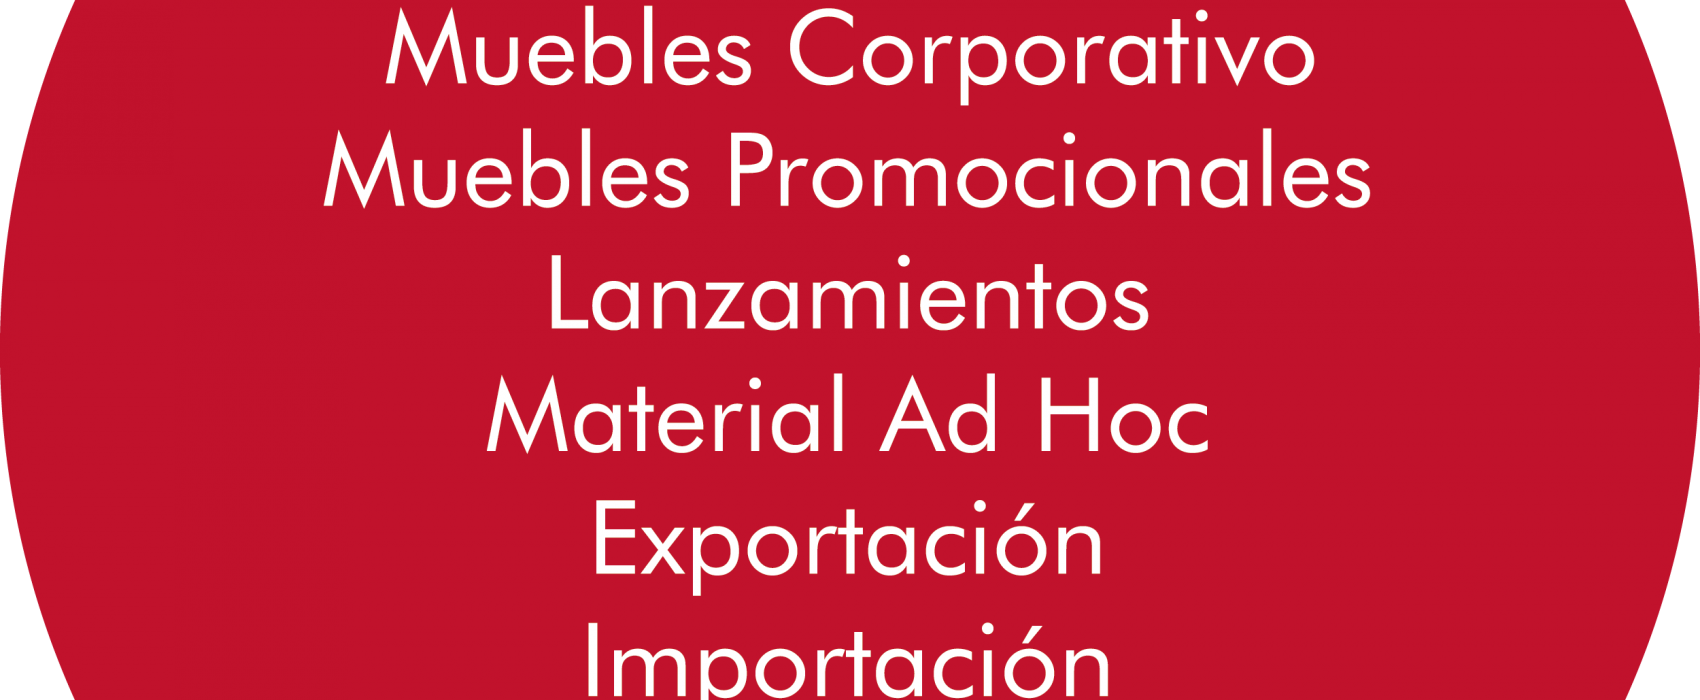 Muebles Corporativo
Muebles Promocionales
Lanzamientos
Material Ad Hoc
Exportación
Importación